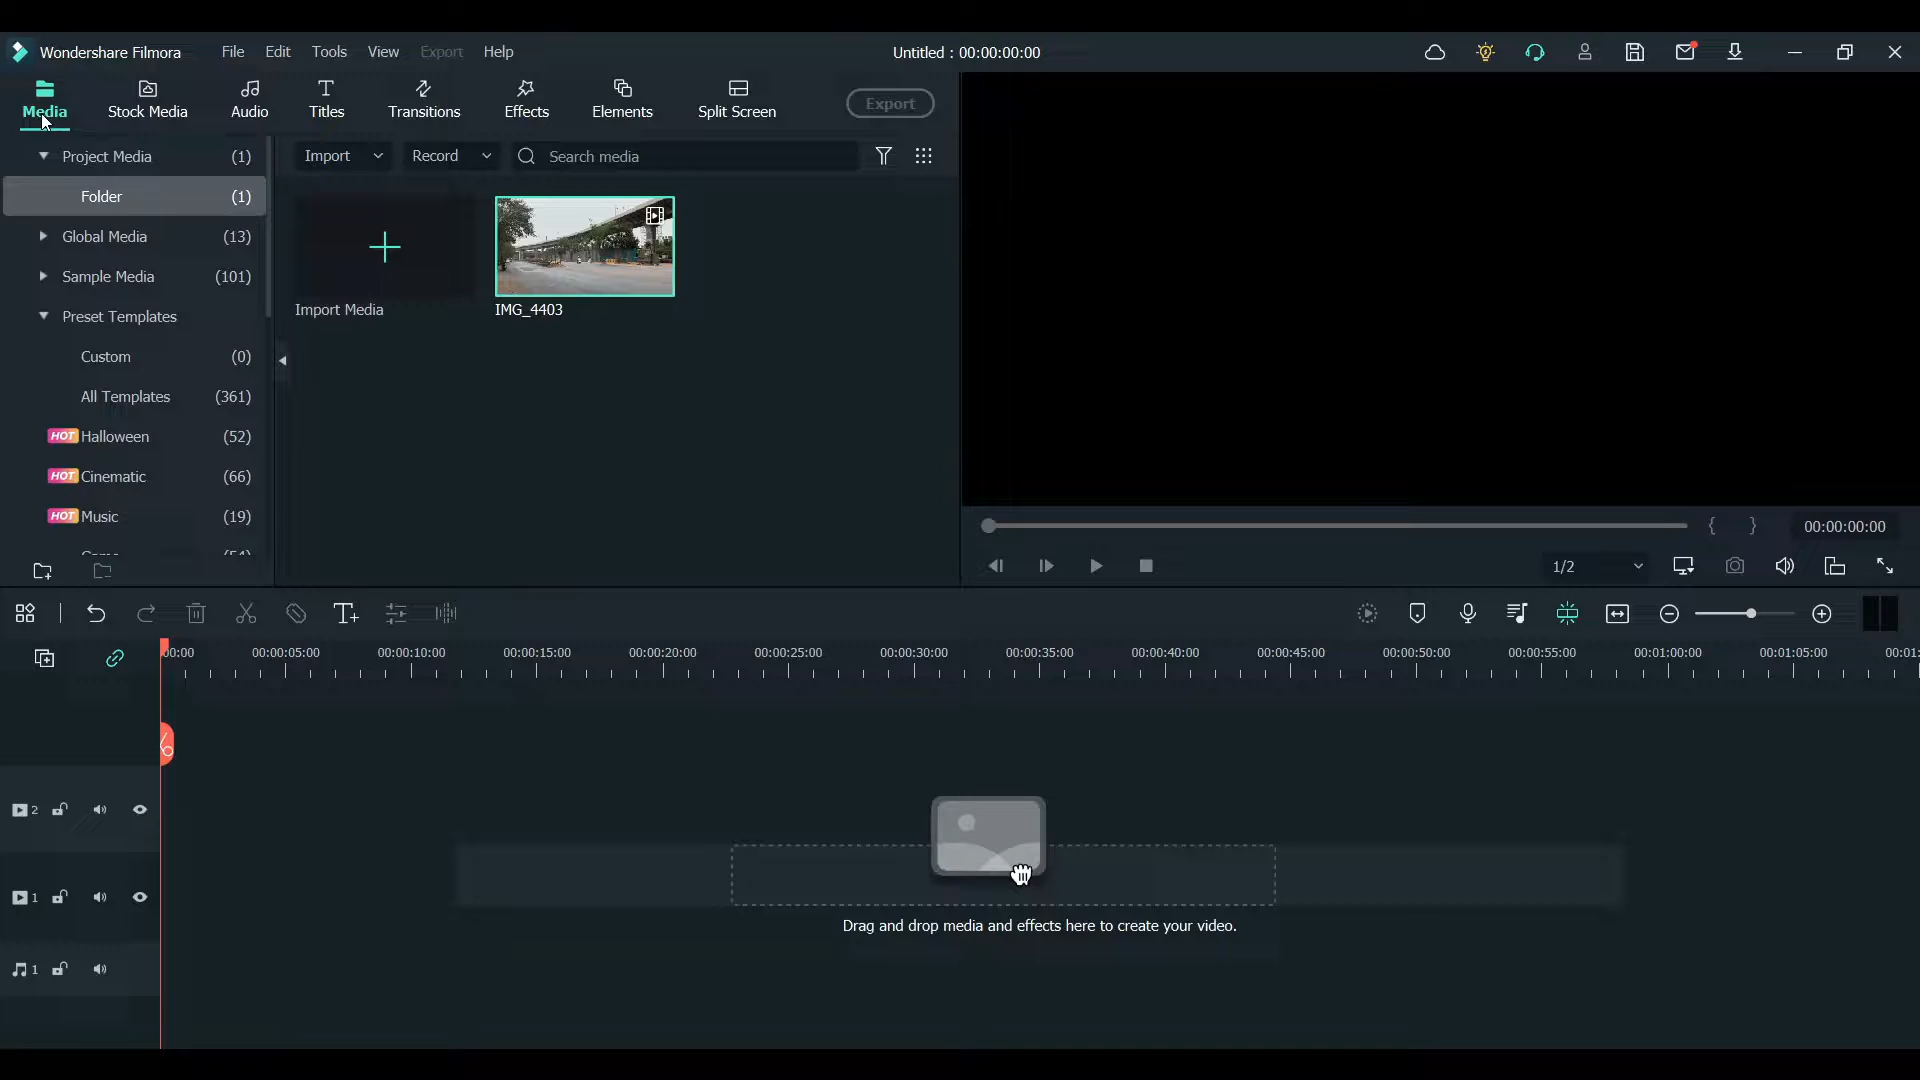 Wondershare Filmora File Edit Tools View Export Help Untitled : 00:00:00:00
Media Stock Media Audio Titles Transitions Effects Elements Split Screen Export
Project Media (1) Import Record Search media
Folder (1)
Global Media (13)
Sample Media (101)
Import Media IMG_4403
Preset Templates
Custom (0)
All Templates (361)
HOT Halloween (52)
HOT Cinematic (66)
HOT Music (19)
{ } 00:00:00:00
1/2
00:00 00:00:05:00 00:00:10:00 00:00:15:00 00:00:20:00 00:00:25:00 00:00:30:00 00:00:35:00 00:00:40:00 00:00:45:00 00:00:50:00 00:00:55:00 00:01:00:00 00:01:05:00 00:01:
2
1
Drag and drop media and effects here to create your video.
1